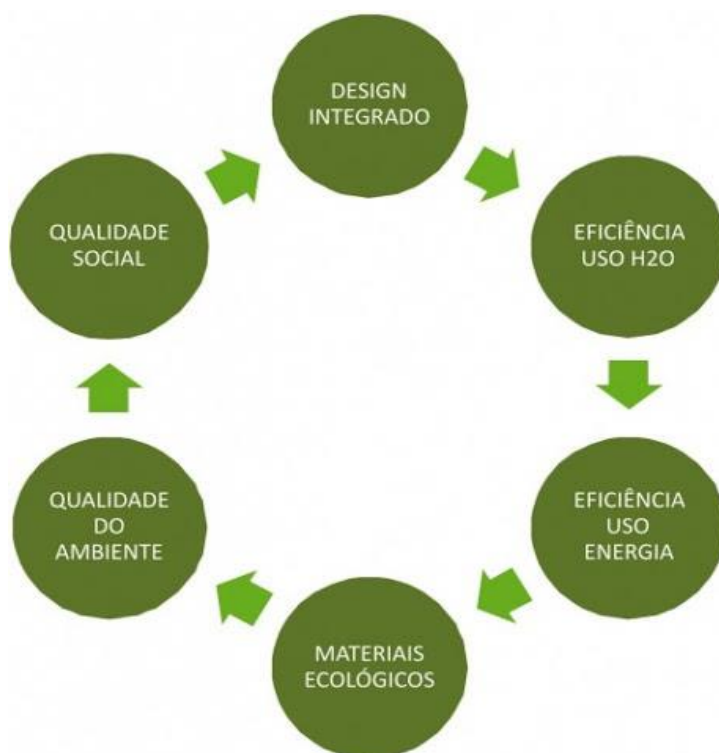 DESIGN
INTEGRADO
EFICIÊNCIA
USO H2O
EFICIÊNCIA
USO
ENERGIA
MATERIAIS
ECOLÓGICOS
QUALIDADE
DO
AMBIENTE
QUALIDADE
SOCIAL